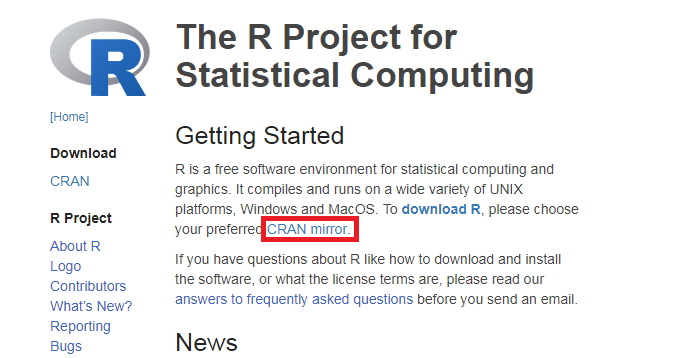 R
The R Project for
Statistical Computing
[Home]
Download
CRAN
R Project
About R
Logo
Contributors
What's New?
Reporting
Bugs
Getting Started
R is a free software environment for statistical computing and
graphics. It compiles and runs on a wide variety of UNIX
platforms, Windows and MacOS. To download R, please choose
your preferred CRAN mirror.
If you have questions about R like how to download and install
the software, or what the license terms are, please read our
answers to frequently asked questions before you send an email.
News